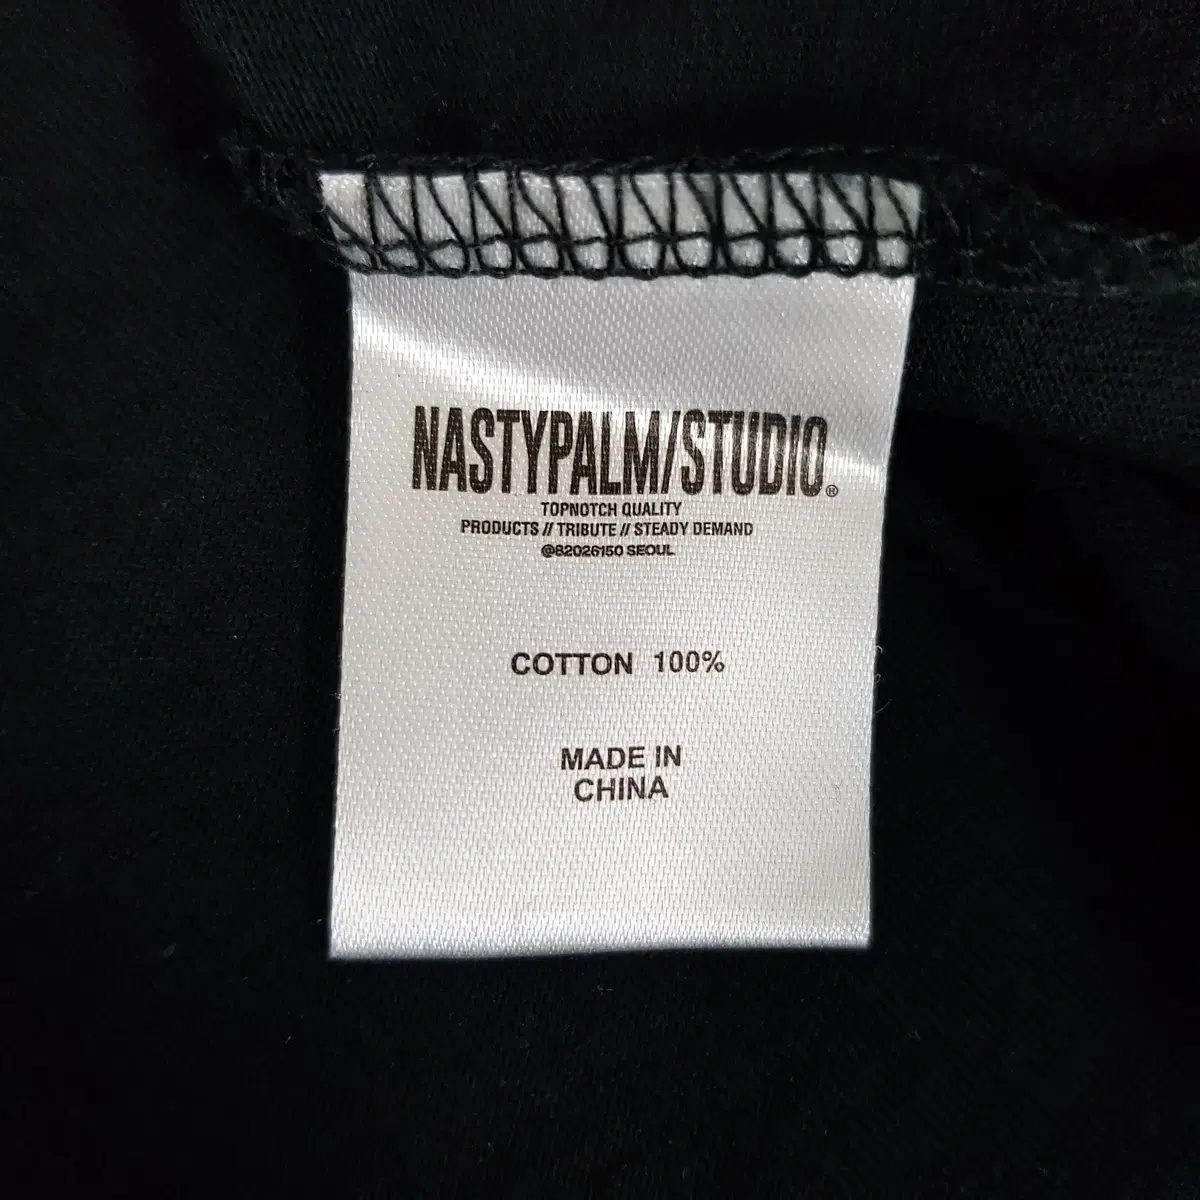 NASTYPALM/STUDIO®
TOPNOTCH QUALITY
PRODUCTS // TRIBUTE // STEADY DEMAND
@82026150 SEOUL
COTTON 100%
MADE IN
CHINA